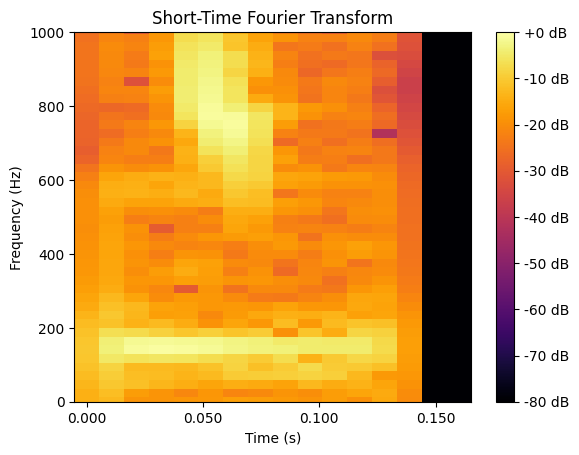 Short-Time Fourier Transform
1000
800
600
400
200
0
Frequency (Hz)
0.000
0.050
0.100
0.150
Time (s)
+0 dB
-10 dB
-20 dB
-30 dB
-40 dB
-50 dB
-60 dB
-70 dB
-80 dB